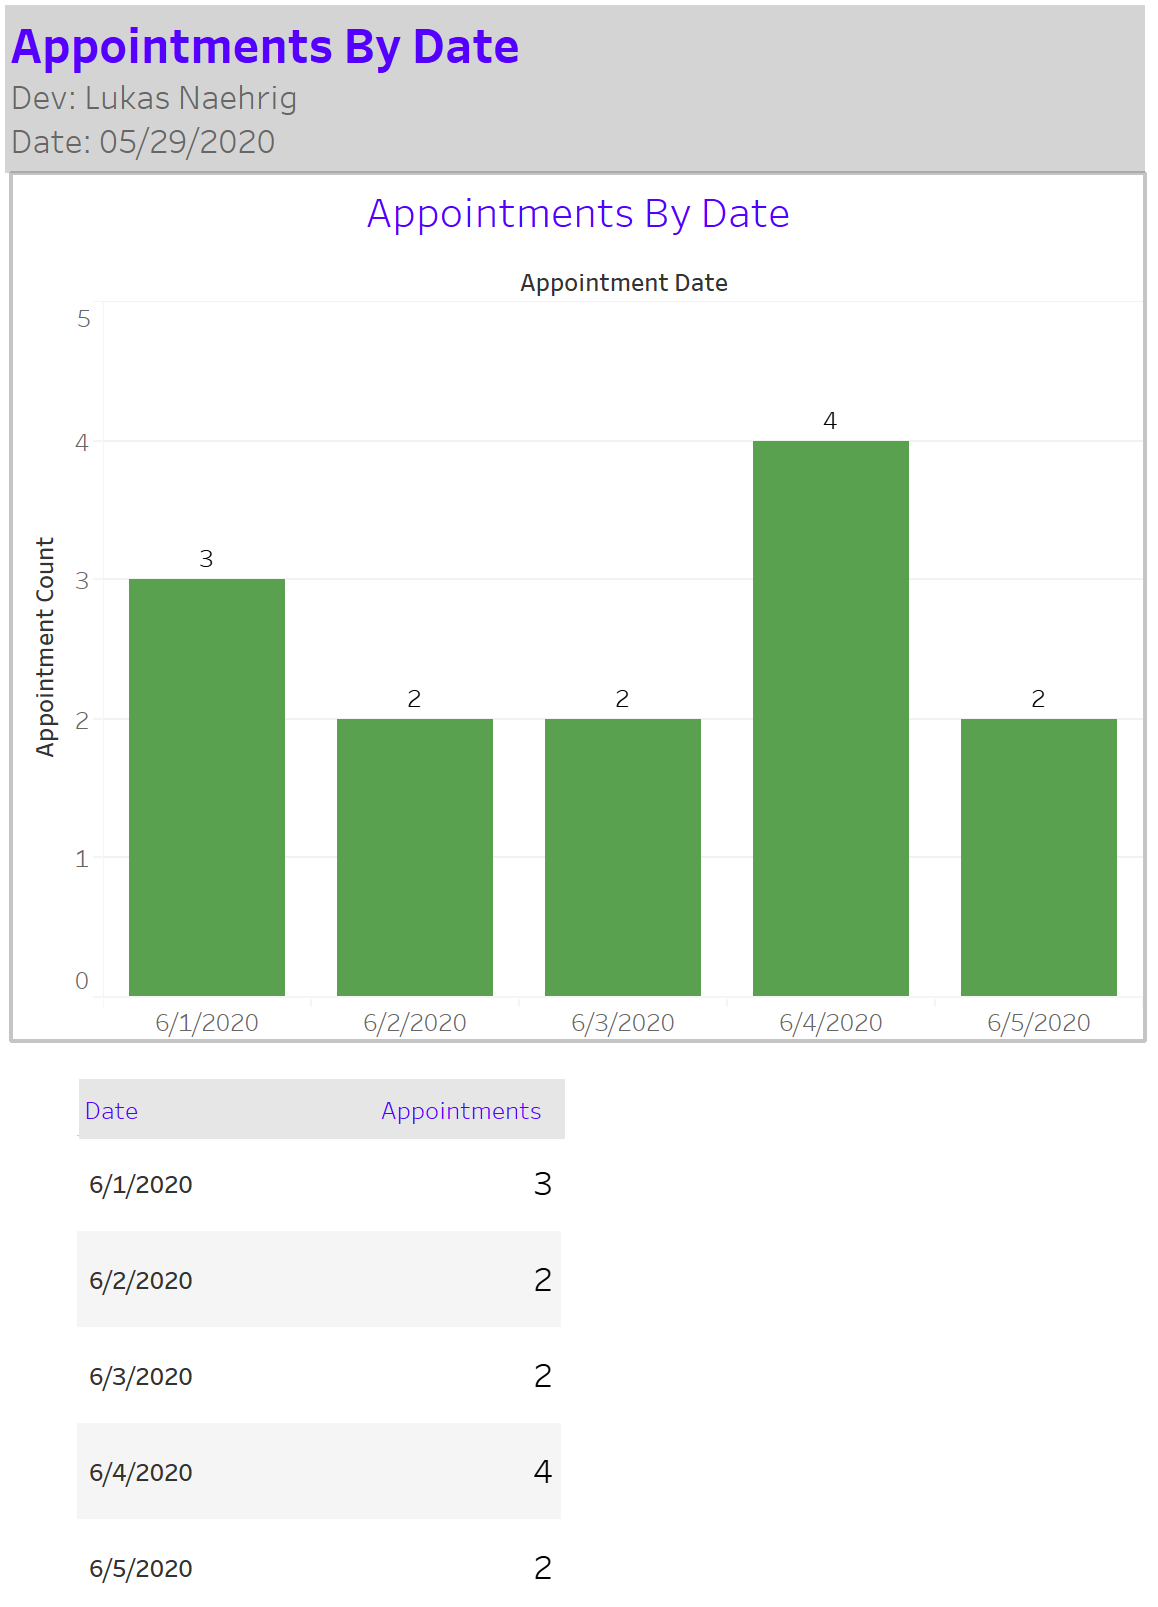 Appointments By Date
Dev: Lukas Naehrig
Date: 05/29/2020
Appointments By Date
Appointment Date
Appointment Count
5
4
3
2
1
0
3
2
2
4
2
6/1/2020 6/2/2020 6/3/2020 6/4/2020 6/5/2020
Date Appointments
6/1/2020 3
6/2/2020 2
6/3/2020 2
6/4/2020 4
6/5/2020 2